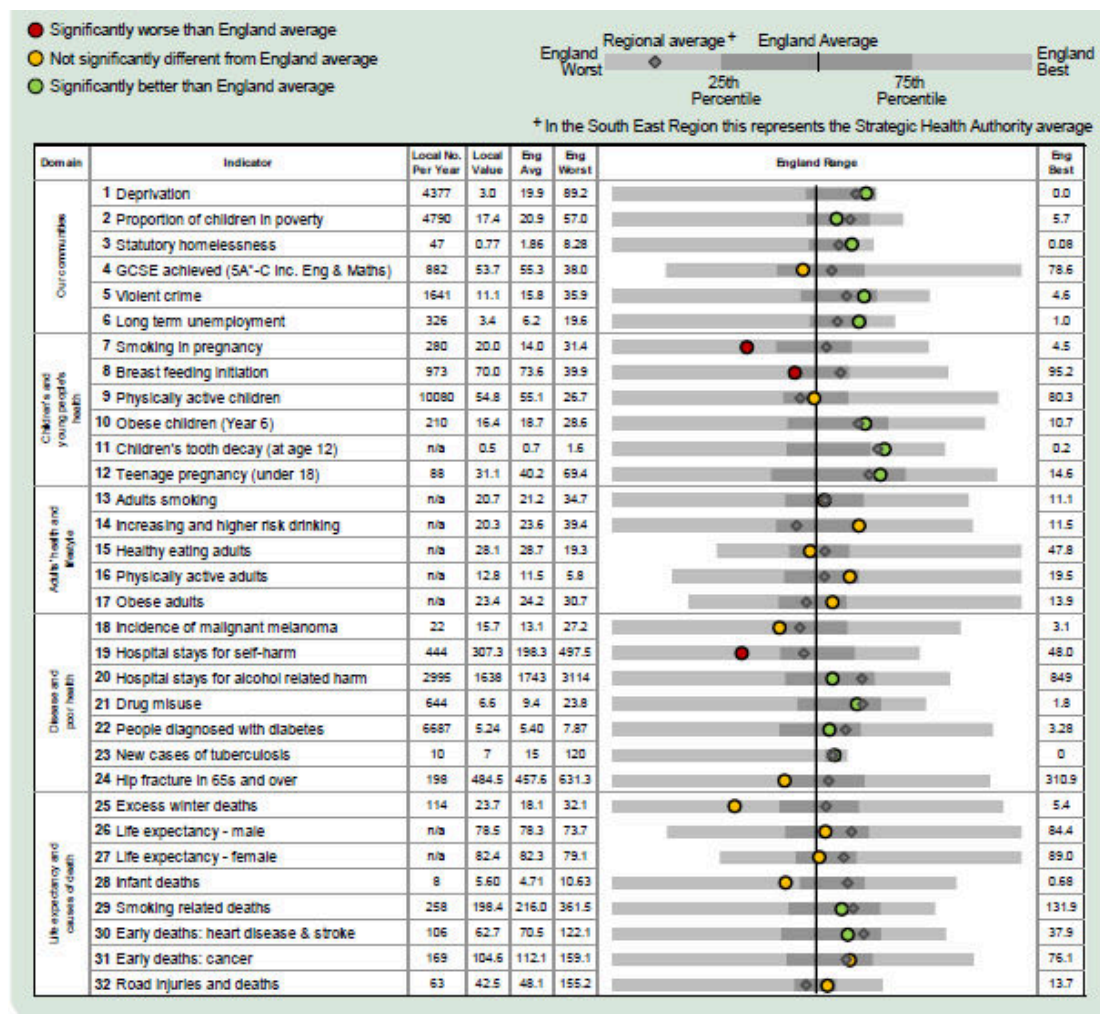 Significantly worse than England average
Not significantly different from England average
Significantly better than England average
Regional average+ England Average
England Worst
England Best
25th Percentile
75th Percentile
+ In the South East Region this represents the Strategic Health Authority average
Domain Indicator Local No. Per Year Local Value Eng Avg Eng Worst England Range Eng Best
Our communities
1 Deprivation 4377 3.0 19.9 89.2 0.0
2 Proportion of children in poverty 4790 17.4 20.9 57.0 5.7
3 Statutory homelessness 47 0.77 1.86 8.28 0.08
4 GCSE achieved (5A*-C inc. Eng & Maths) 882 53.7 55.3 38.0 78.6
5 Violent crime 1641 11.1 15.8 35.9 4.6
6 Long term unemployment 326 3.4 6.2 19.6 1.0
Children's and young people's health
7 Smoking in pregnancy 280 20.0 14.0 31.4 4.5
8 Breast feeding initiation 973 70.0 73.6 39.9 95.2
9 Physically active children 10080 54.8 55.1 26.7 80.3
10 Obese children (Year 6) 210 16.4 18.7 28.6 10.7
11 Children's tooth decay (at age 12) n/a 0.5 0.7 1.6 0.2
12 Teenage pregnancy (under 18) 88 31.1 40.2 69.4 14.6
Adults' health and lifestyle
13 Adults smoking n/a 20.7 21.2 34.7 11.1
14 Increasing and higher risk drinking n/a 20.3 23.6 39.4 11.5
15 Healthy eating adults n/a 28.1 28.7 19.3 47.8
16 Physically active adults n/a 12.8 11.5 5.8 19.5
17 Obese adults n/a 23.4 24.2 30.7 13.9
Disease and poor health
18 Incidence of malignant melanoma 22 15.7 13.1 27.2 3.1
19 Hospital stays for self-harm 444 307.3 198.3 497.5 48.0
20 Hospital stays for alcohol related harm 2995 1638 1743 3114 849
21 Drug misuse 644 6.6 9.4 23.8 1.8
22 People diagnosed with diabetes 6687 5.24 5.40 7.87 3.28
23 New cases of tuberculosis 10 7 15 120 0
24 Hip fracture in 65s and over 198 484.5 457.6 631.3 310.9
Life expectancy and causes of death
25 Excess winter deaths 114 23.7 18.1 32.1 5.4
26 Life expectancy - male n/a 78.5 78.3 73.7 84.4
27 Life expectancy - female n/a 82.4 82.3 79.1 89.0
28 Infant deaths 8 5.60 4.71 10.63 0.68
29 Smoking related deaths 258 198.4 216.0 361.5 131.9
30 Early deaths: heart disease & stroke 106 62.7 70.5 122.1 37.9
31 Early deaths: cancer 169 104.6 112.1 159.1 76.1
32 Road injuries and deaths 63 42.5 48.1 155.2 13.7